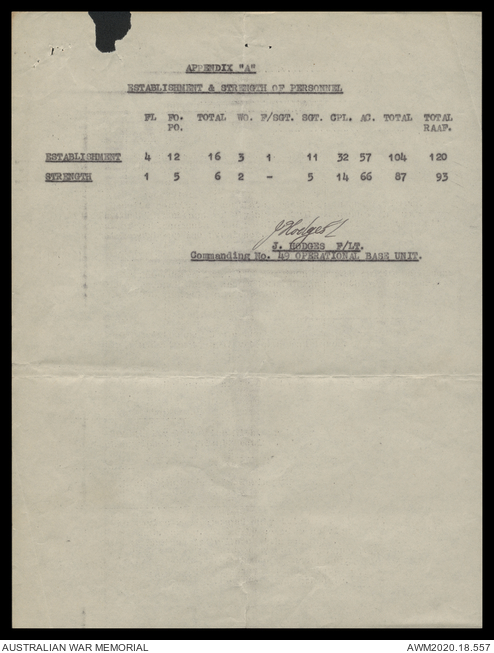 APPENDIX "A"
ESTABLISHMENT & STRENGTH OF PERSONNEL
FL FO. TOTAL WO. F/SGT. SGT. CPL. AC. TOTAL TOTAL
PO. RAAF.
ESTABLISHMENT 4 12 16 3 1 11 32 57 104 120
STRENGTH 1 5 6 2 - 5 14 66 87 93
J Hodges
J. HODGES F/LT.
Commanding No. 49 OPERATIONAL BASE UNIT.
AUSTRALIAN WAR MEMORIAL AWM2020.18.557